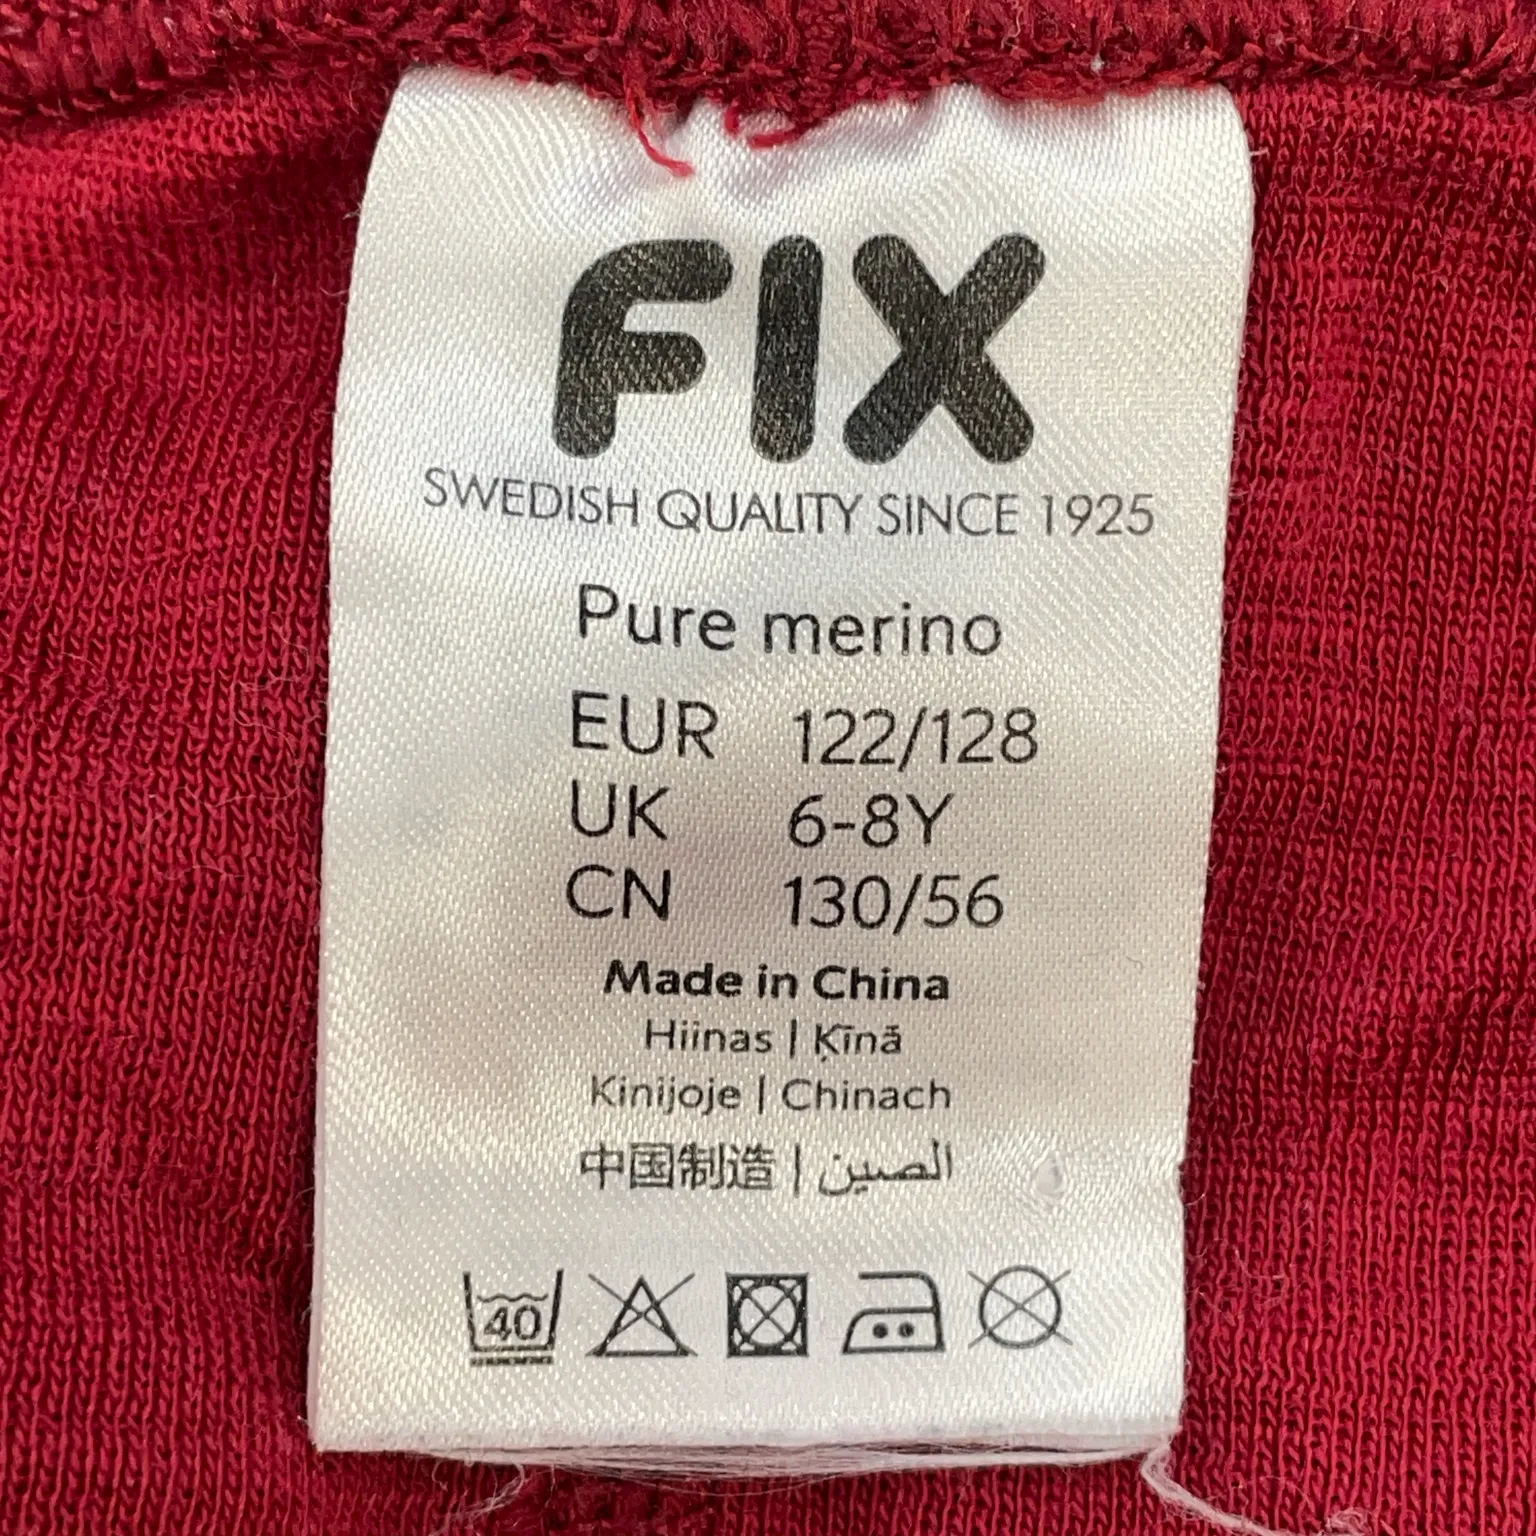 FIX
SWEDISH QUALITY SINCE 1925
Pure merino
EUR 122/128
UK 6-8Y
CN 130/56
Made in China
Hiinas | Ķīnā
Kinijoje | Chinach
中国制造 | الصين
40